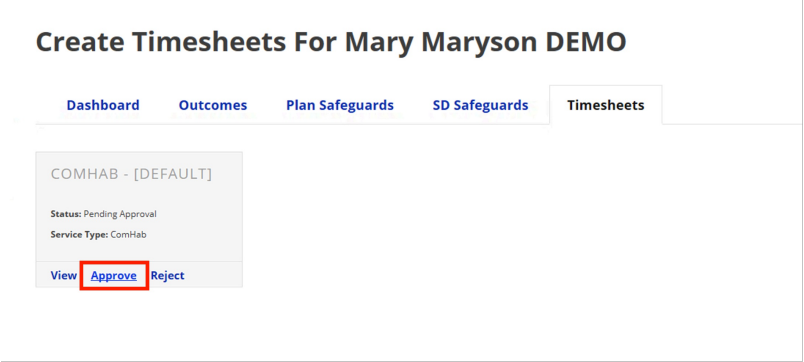 Create Timesheets For Mary Maryson DEMO
Dashboard Outcomes Plan Safeguards SD Safeguards Timesheets
COMHAB - [DEFAULT]
Status: Pending Approval
Service Type: ComHab
View Approve Reject